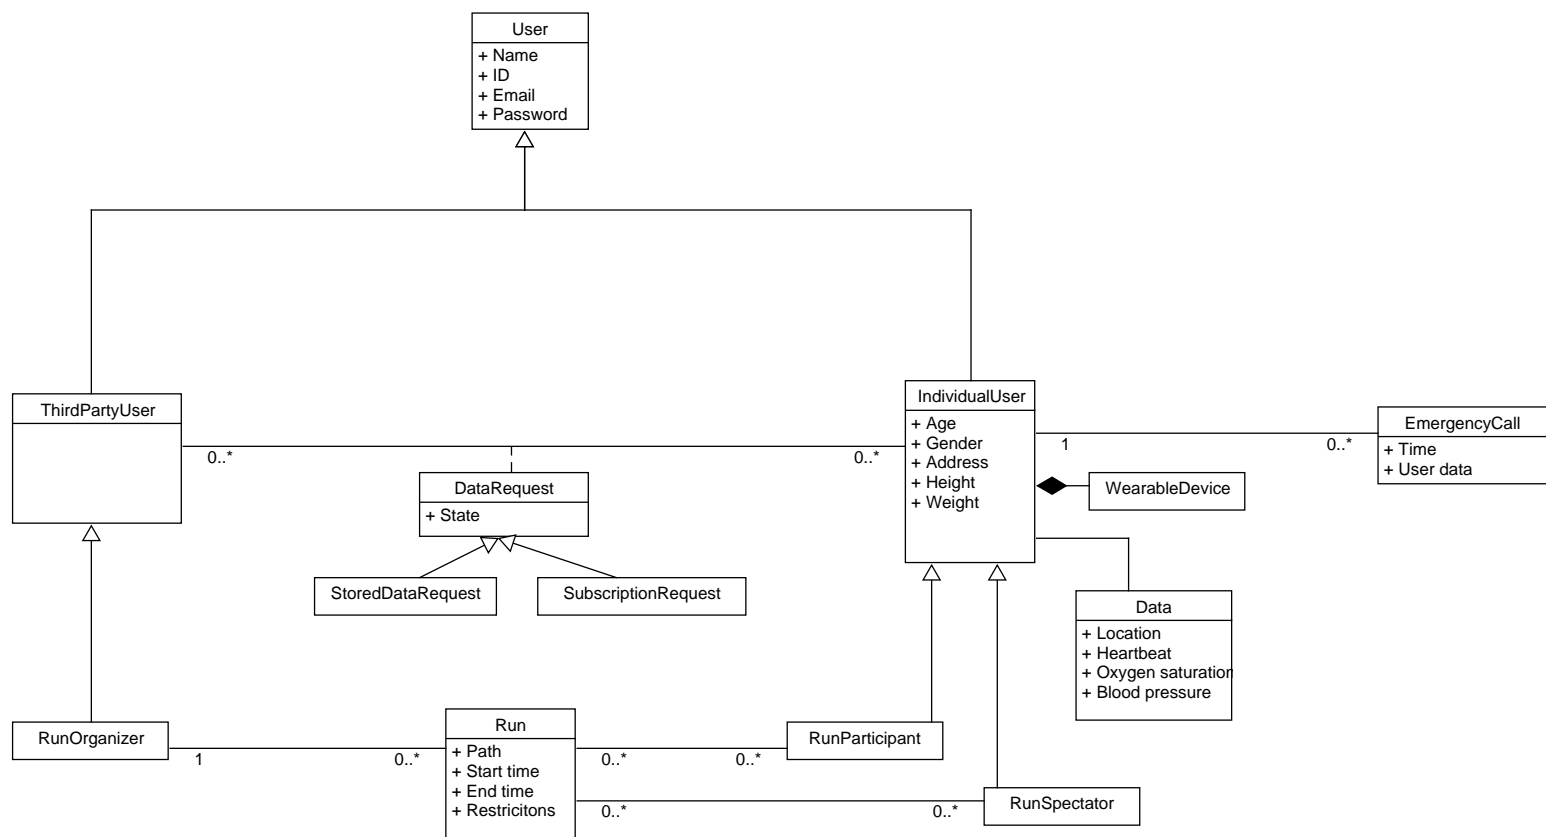 User
+ Name
+ ID
+ Email
+ Password
ThirdPartyUser
IndividualUser
+ Age
+ Gender
+ Address
+ Height
+ Weight
EmergencyCall
+ Time
+ User data
0..*
0..*
1
0..*
DataRequest
+ State
WearableDevice
StoredDataRequest
SubscriptionRequest
Data
+ Location
+ Heartbeat
+ Oxygen saturation
+ Blood pressure
RunOrganizer
Run
+ Path
+ Start time
+ End time
+ Restricitons
RunParticipant
1
0..*
0..*
0..*
RunSpectator
0..*
0..*